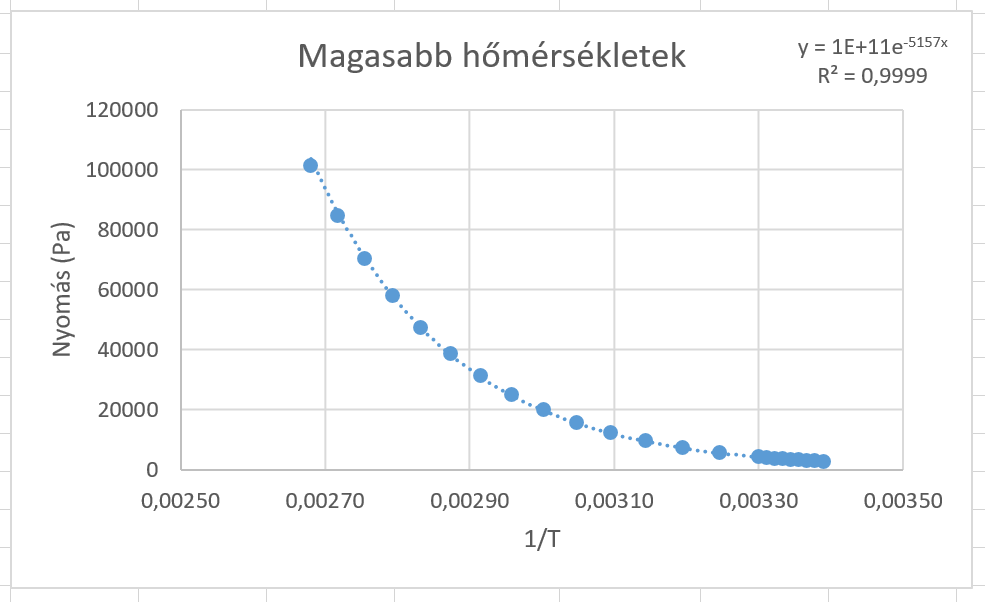 Magasabb hőmérsékletek
y = 1E+11e^-5157x
R² = 0,9999
120000
100000
80000
60000
40000
20000
0
Nyomás (Pa)
0,00250 0,00270 0,00290 0,00310 0,00330 0,00350
1/T